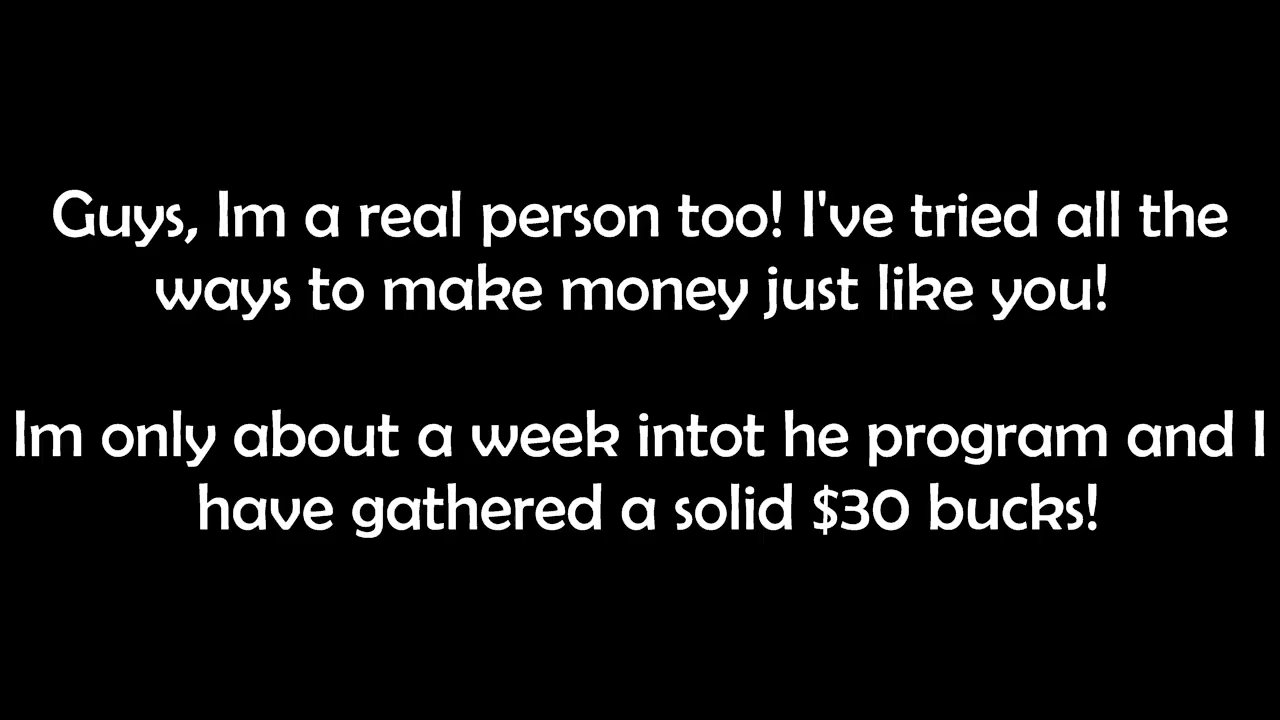 Guys, Im a real person too! I've tried all the
ways to make money just like you!
Im only about a week intot he program and I
have gathered a solid $30 bucks!